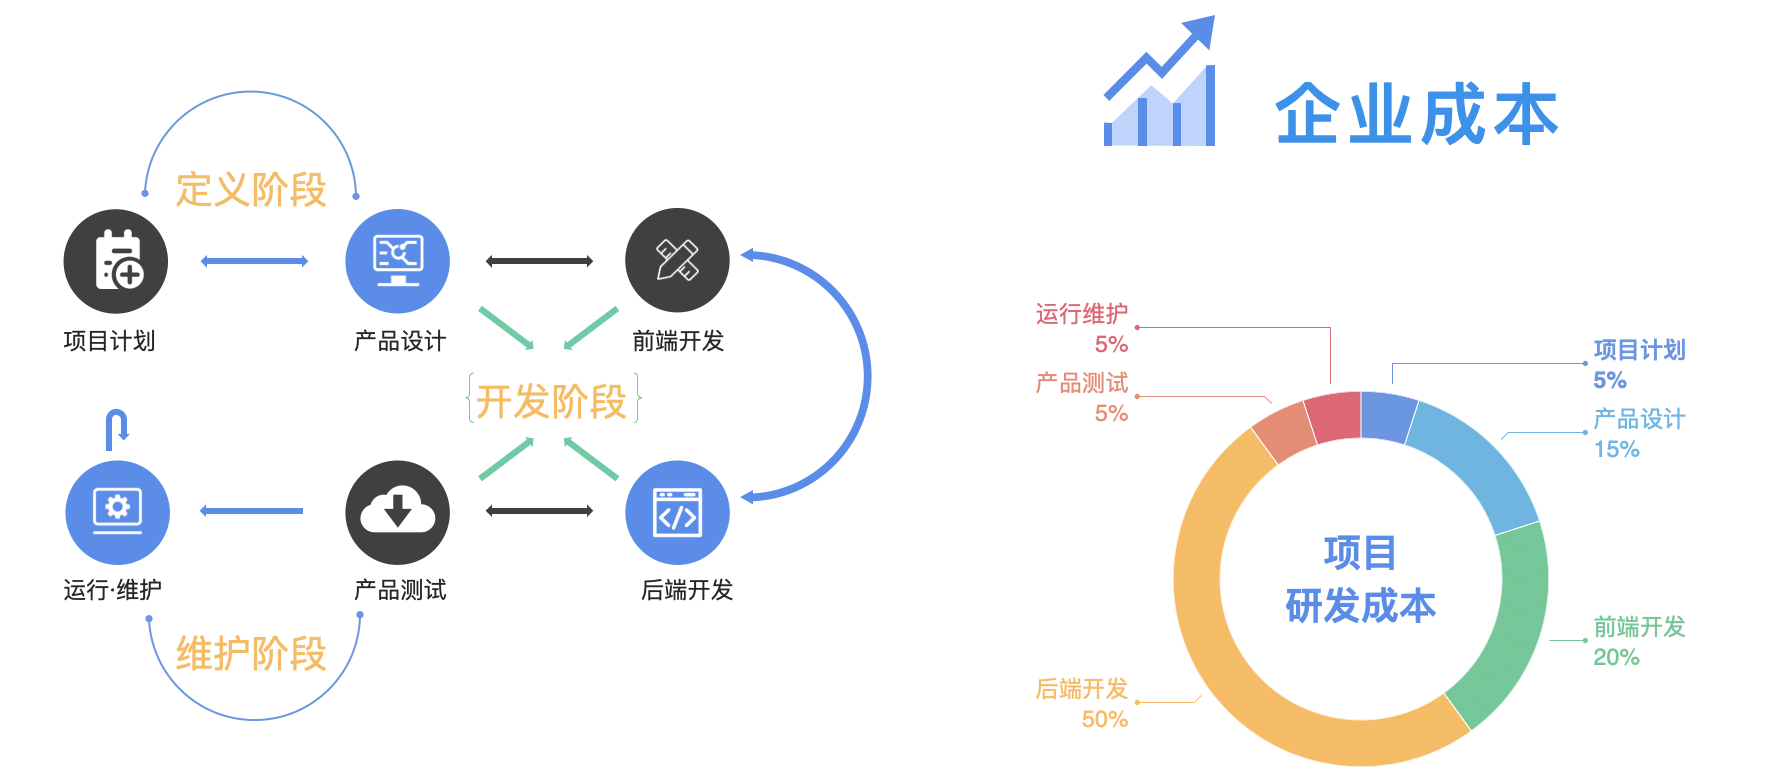 定义阶段
项目计划
产品设计
前端开发
开发阶段
运行·维护
产品测试
后端开发
维护阶段
企业成本
运行维护
5%
产品测试
5%
项目计划
5%
产品设计
15%
项目
研发成本
前端开发
20%
后端开发
50%